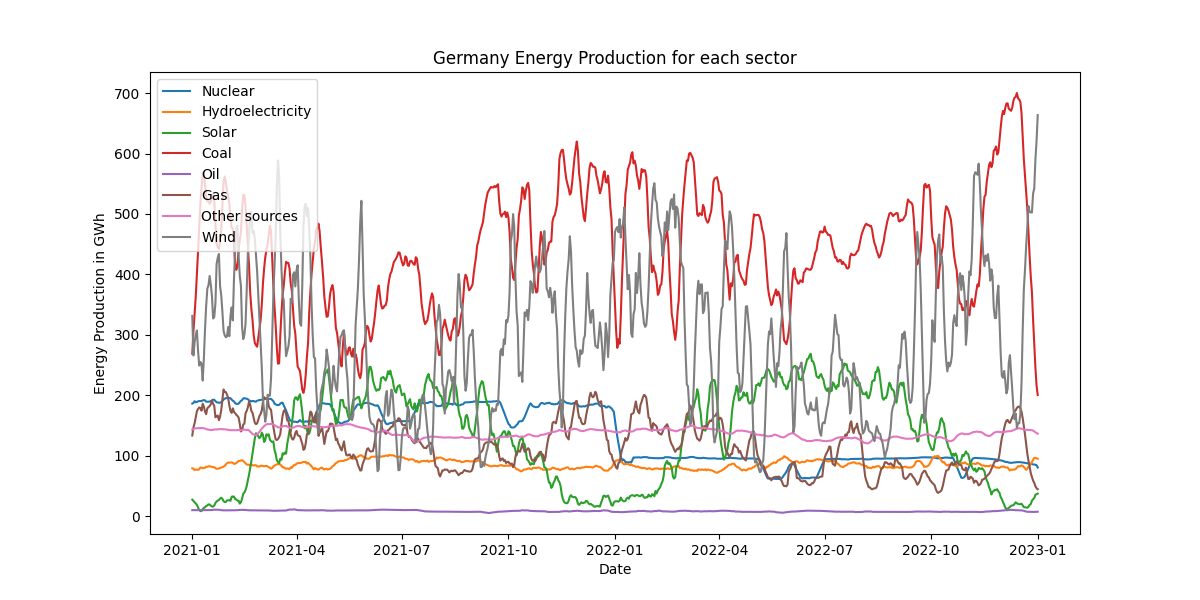 Germany Energy Production for each sector
Nuclear
Hydroelectricity
Solar
Coal
Oil
Gas
Other sources
Wind
Energy Production in GWh
700
600
500
400
300
200
100
0
2021-01 2021-04 2021-07 2021-10 2022-01 2022-04 2022-07 2022-10 2023-01
Date